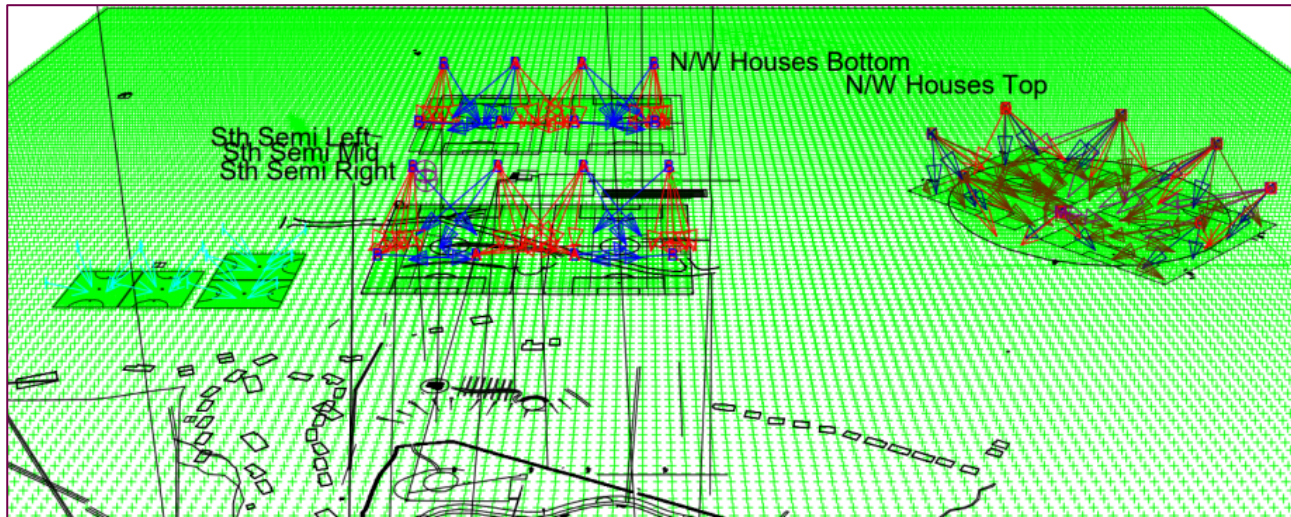 N/W Houses Bottom
N/W Houses Top
Sth Semi Left
Sth Semi Mid
Sth Semi Right